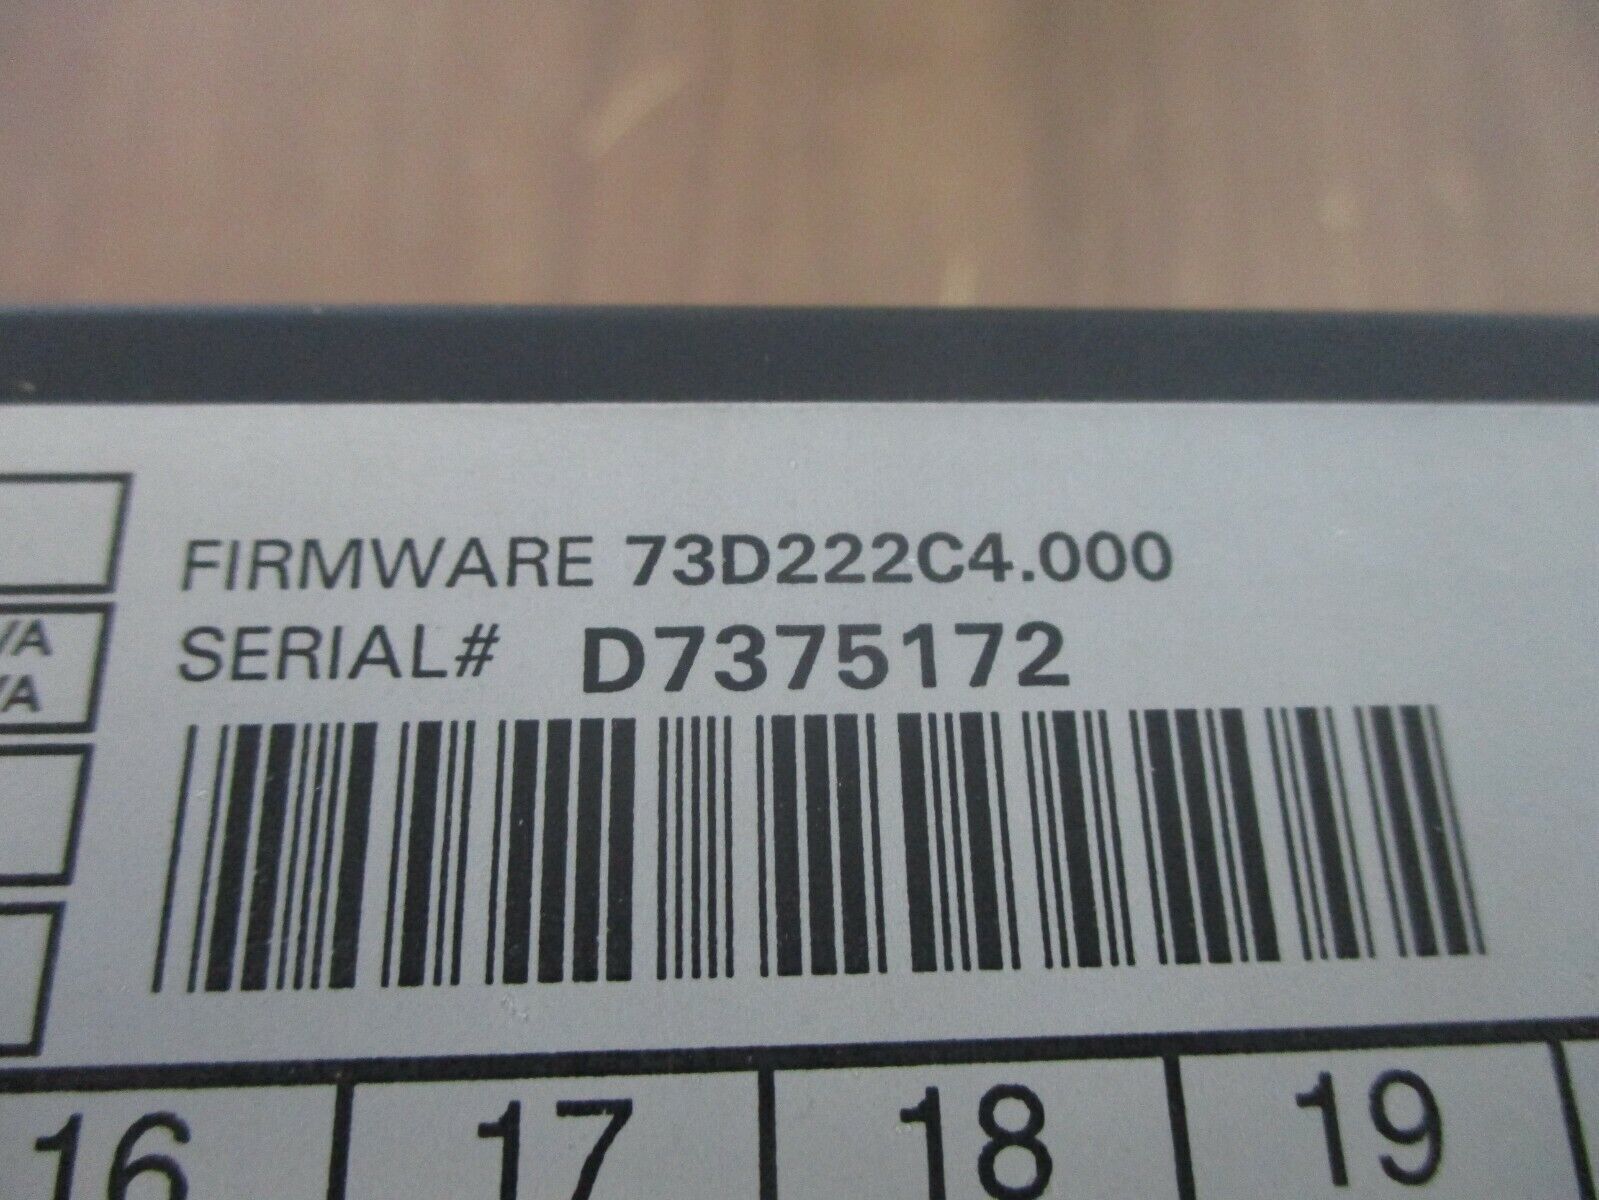 FIRMWARE 73D222C4.000
/A
SERIAL# D7375172
/A
16 17 18 19